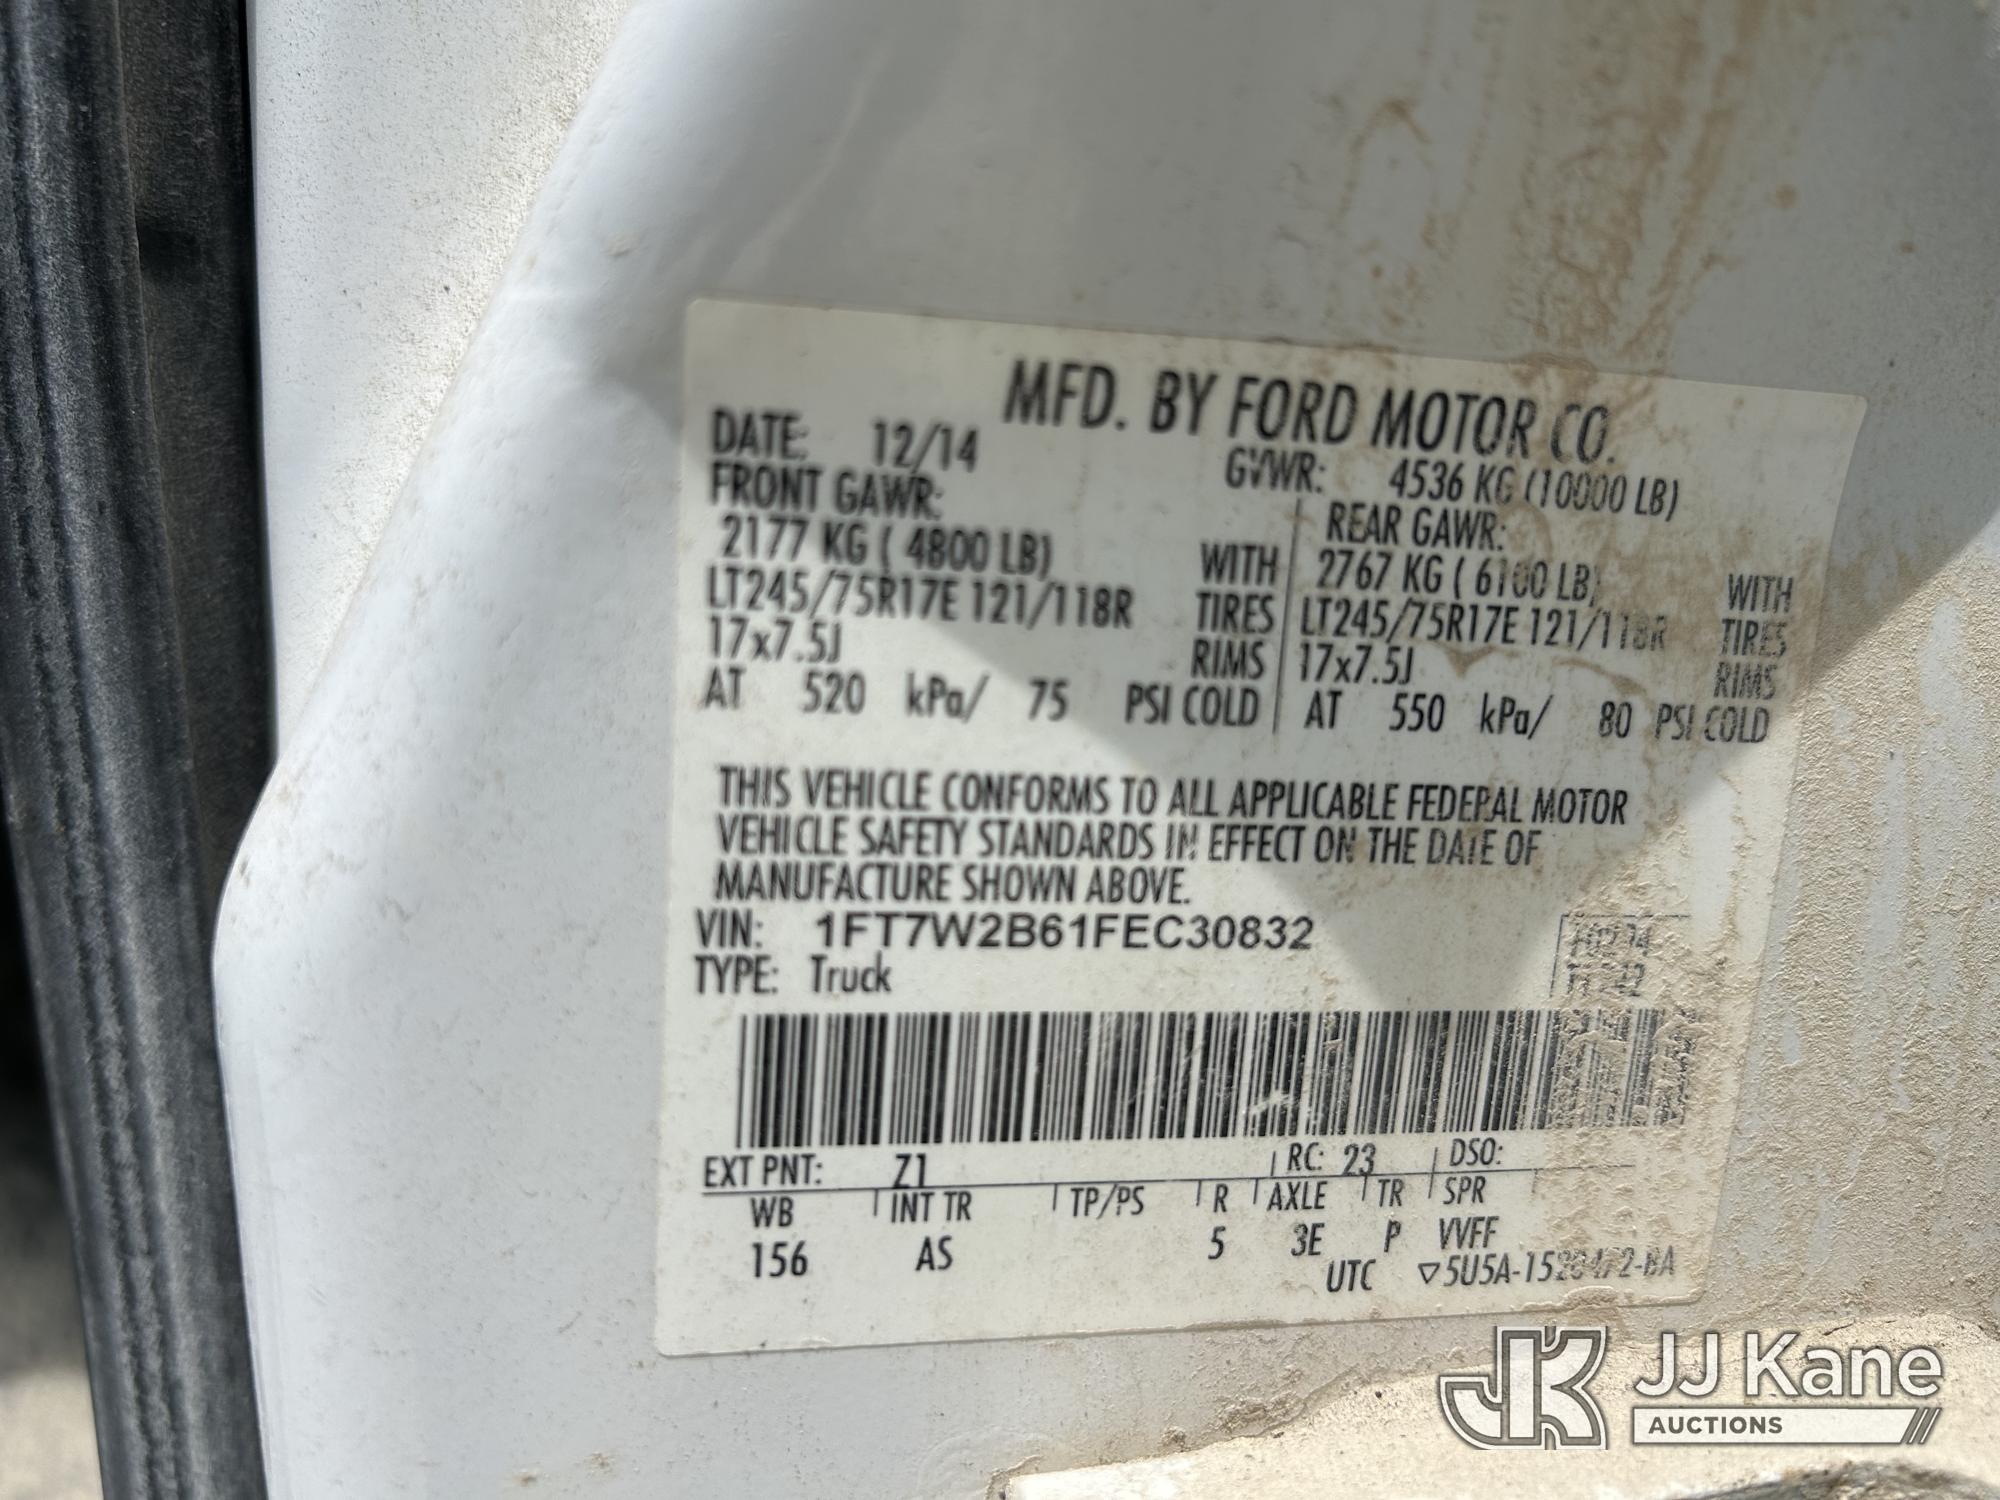 MFD. BY FORD MOTOR CO.
DATE: 12/14
GVWR: 4536 KG (10000 LB)
FRONT GAWR:
2177 KG ( 4800 LB) WITH
LT245/75R17E 121/118R TIRES
17x7.5J RIMS
AT 520 kPa/ 75 PSI COLD
REAR GAWR:
2767 KG ( 6100 LB) WITH
LT245/75R17E 121/118R TIRES
17x7.5J RIMS
AT 550 kPa/ 80 PSI COLD
THIS VEHICLE CONFORMS TO ALL APPLICABLE FEDERAL MOTOR
VEHICLE SAFETY STANDARDS IN EFFECT ON THE DATE OF
MANUFACTURE SHOWN ABOVE.
VIN: 1FT7W2B61FEC30832
TYPE: Truck
EXT PNT: Z1 RC: 23 DSO:
WB INT TR TP/PS R AXLE TR SPR
156 AS 5 3E P VVFF
UTC ▽5U5A-1520472-BA
JK JJ Kane
AUCTIONS